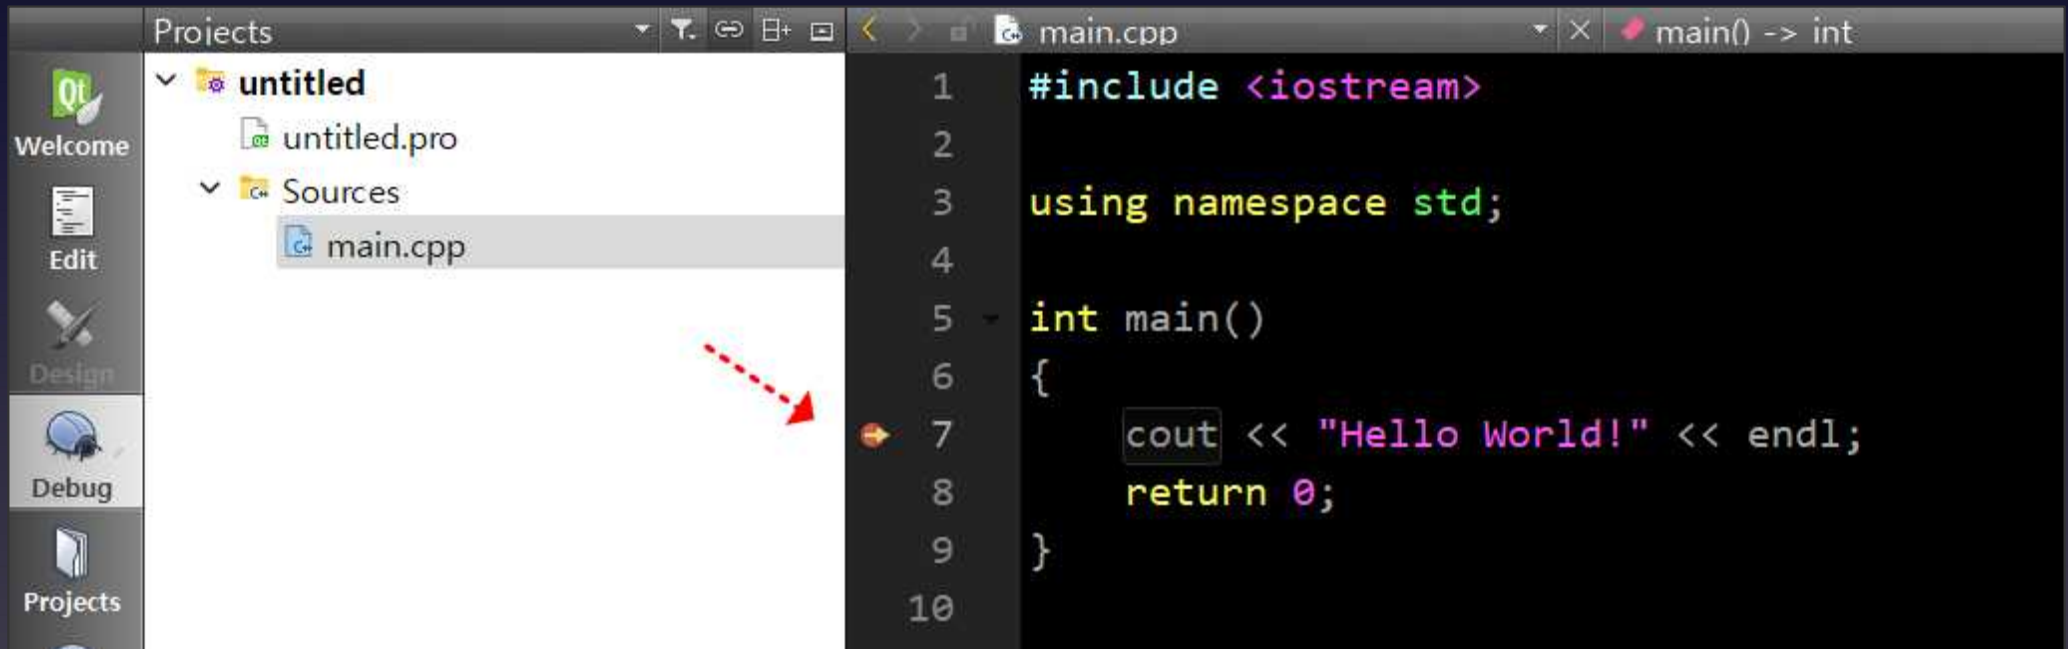 Projects
main.cpp
main() -> int
Qt
Welcome
Edit
Design
Debug
Projects
untitled
untitled.pro
Sources
main.cpp
1 #include <iostream>
2
3 using namespace std;
4
5 int main()
6 {
7 cout << "Hello World!" << endl;
8 return 0;
9 }
10